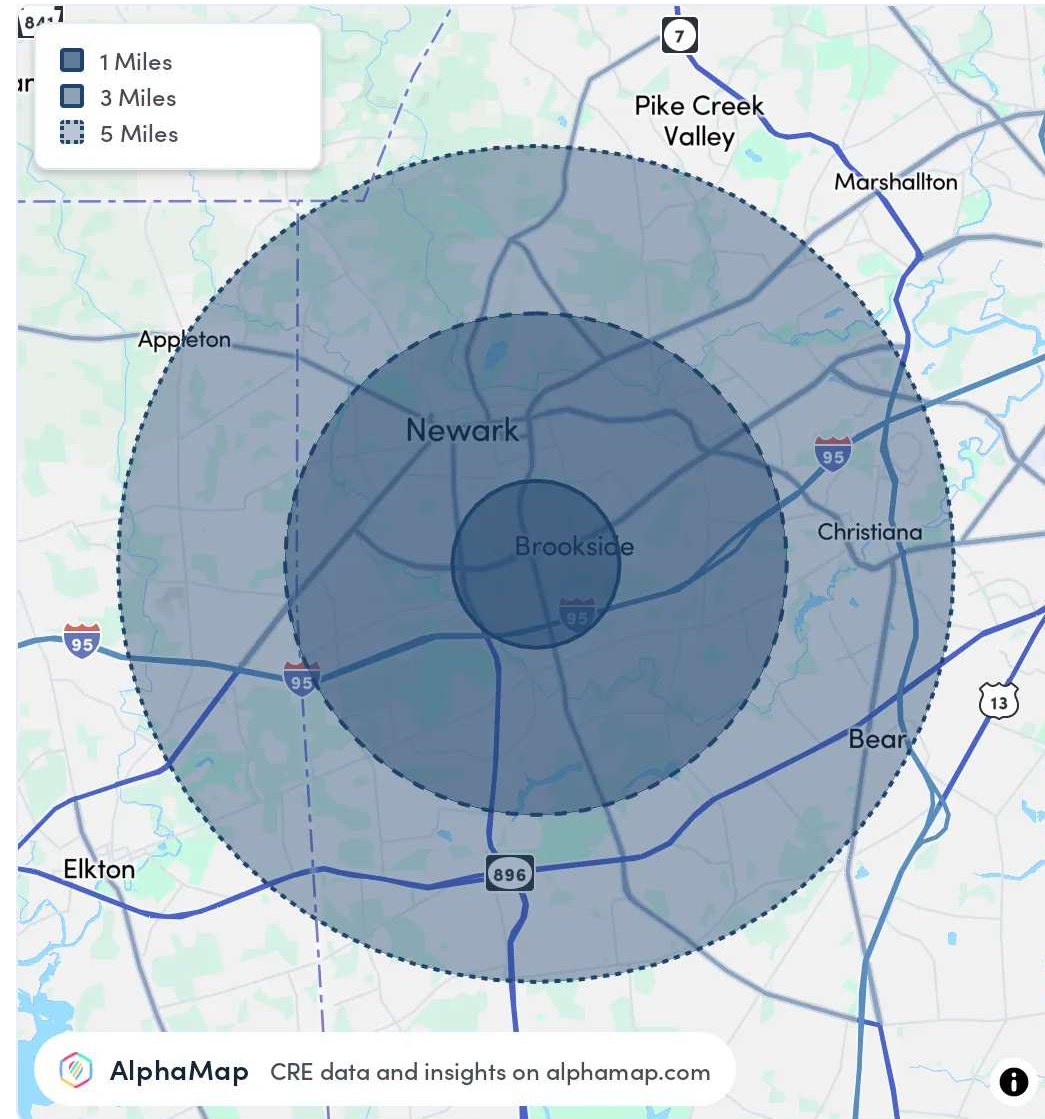 841
1 Miles
3 Miles
5 Miles
7
Pike Creek
Valley
Marshallton
Appleton
Newark
95
Christiana
Brookside
95
95
95
13
Bear
Elkton
896
AlphaMap CRE data and insights on alphamap.com